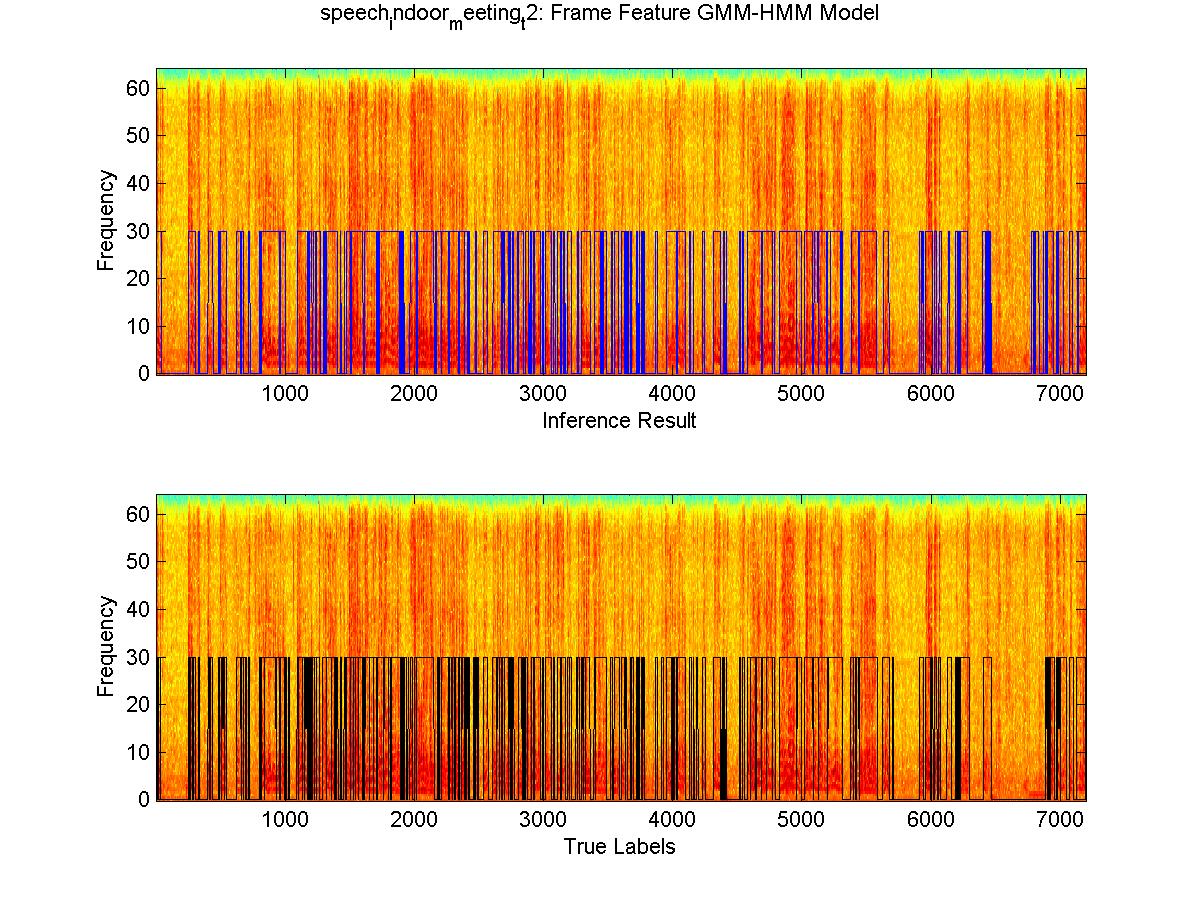 speech_indoor_meeting_t2: Frame Feature GMM-HMM Model
60
50
40
30
20
10
0
Frequency
1000 2000 3000 4000 5000 6000 7000
Inference Result
60
50
40
30
20
10
0
Frequency
1000 2000 3000 4000 5000 6000 7000
True Labels